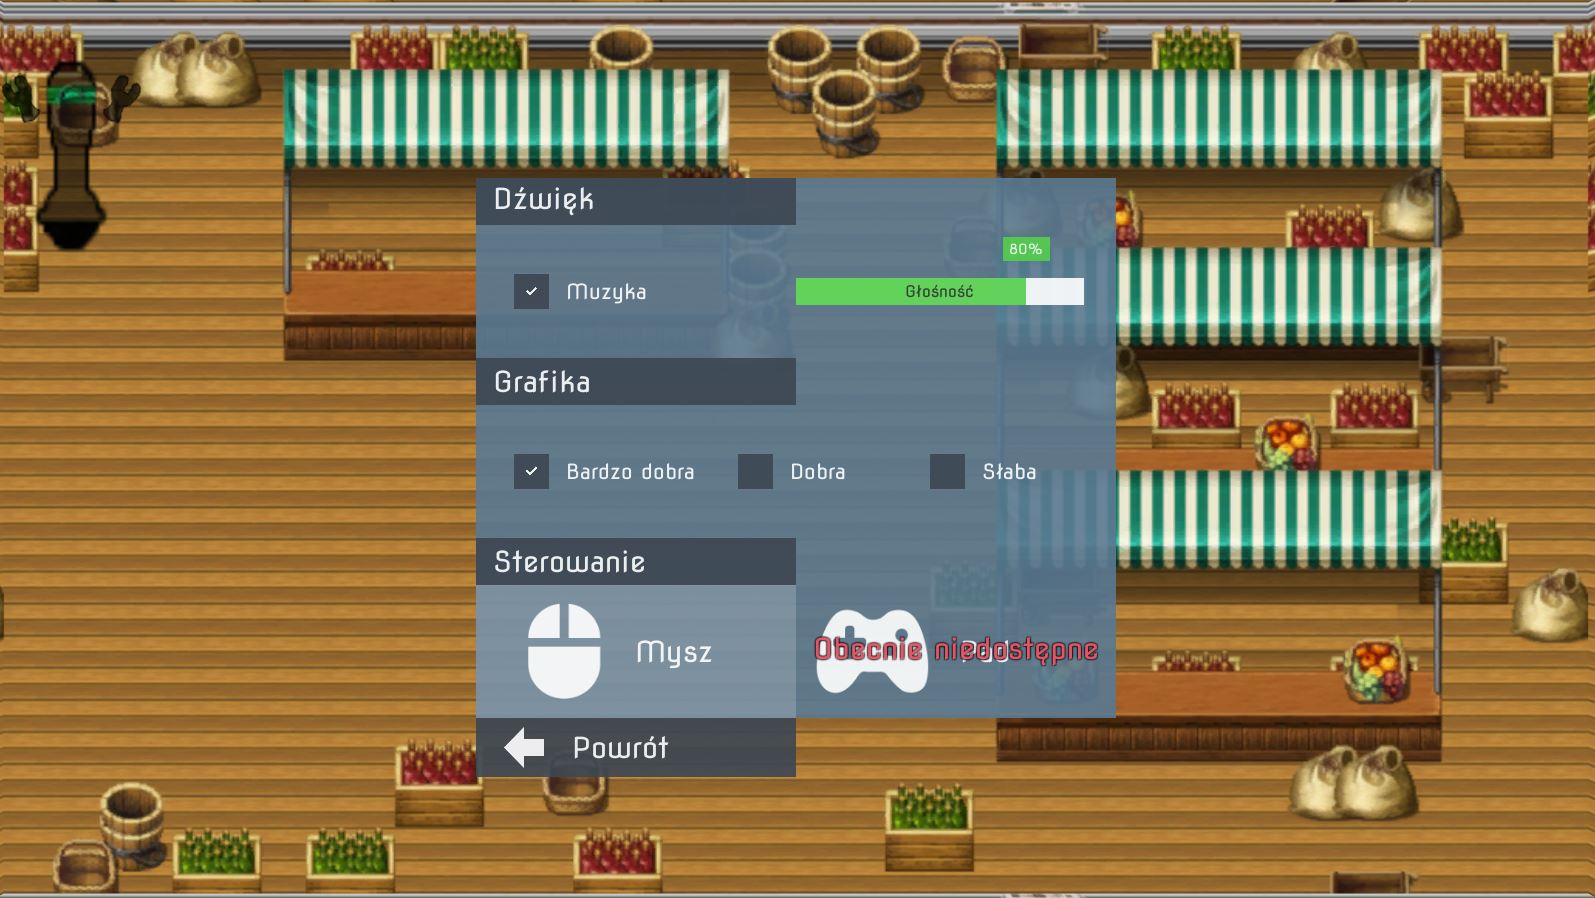 Dźwięk
80%
Muzyka
Głośność
Grafika
Bardzo dobra
Dobra
Słaba
Sterowanie
Mysz
Obecnie niedostępne
Powrót